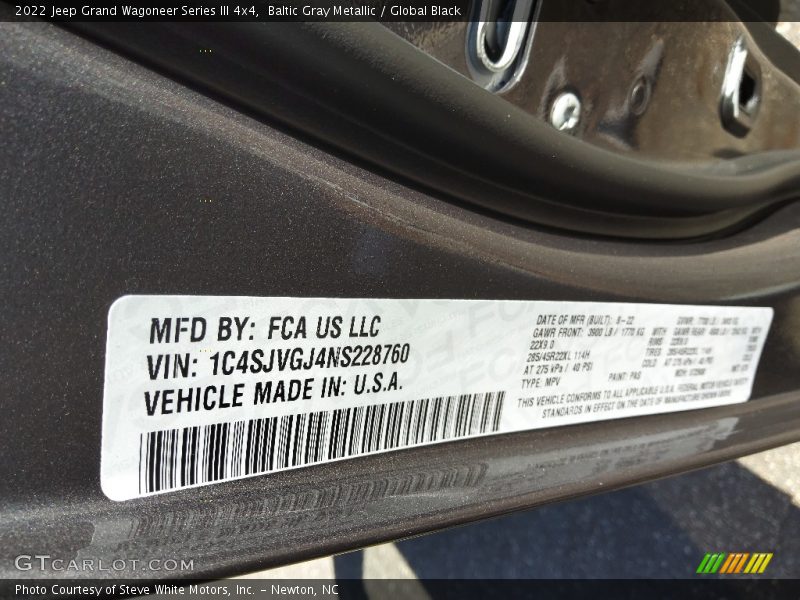 2022 Jeep Grand Wagoneer Series III 4x4, Baltic Gray Metallic / Global Black
MFD BY: FCA US LLC
VIN: 1C4SJVGJ4NS228760
VEHICLE MADE IN: U.S.A.
DATE OF MFR (BUILT): 8-22
GAWR FRONT: 3900 LB / 1770 KG WITH
22X9.0 RIMS
285/45R22XL 114H TIRES
AT 275 kPa / 40 PSI COLD
TYPE: MPV PAINT: PAS
THIS VEHICLE CONFORMS TO ALL APPLICABLE U.S.A. FEDERAL MOTOR VEHICLE SAFETY
STANDARDS IN EFFECT ON THE DATE OF MANUFACTURE SHOWN ABOVE
GTCARLOT.COM
Photo Courtesy of Steve White Motors, Inc. - Newton, NC